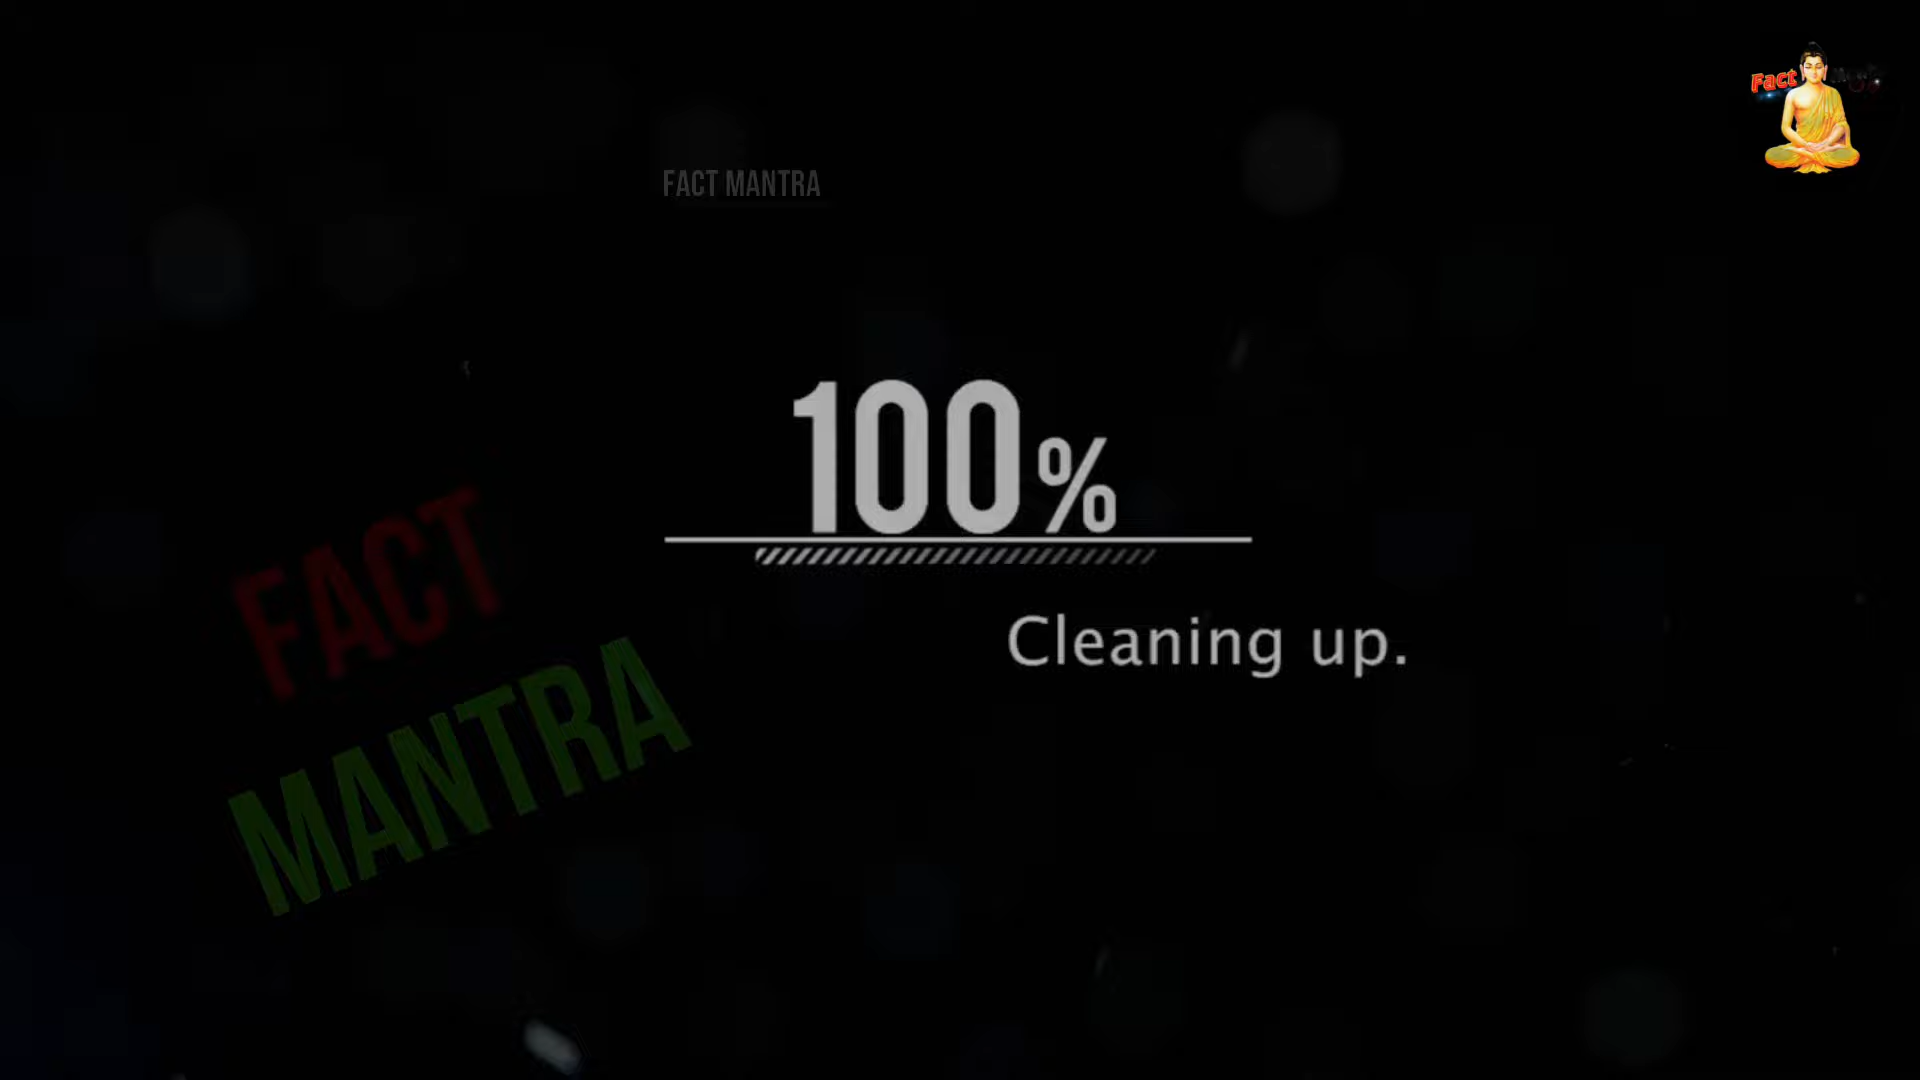 Fact
FACT MANTRA
100%
FACT
MANTRA
Cleaning up.